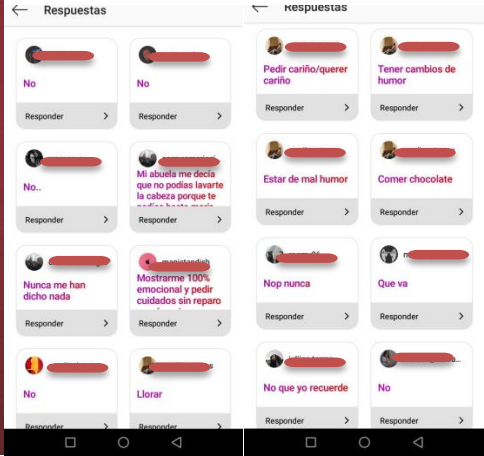 Respuestas
No
No
Responder
Responder
No..
Mi abuela me decía
que no podías lavarte
la cabeza porque te
Responder
Responder
Nunca me han
dicho nada
Mostrarme 100%
emocional y pedir
cuidados sin reparo
Responder
Responder
No
Llorar
Responder
Responder
Respuestas
Pedir cariño/querer
cariño
Tener cambios de
humor
Responder
Responder
Estar de mal humor
Comer chocolate
Responder
Responder
Nop nunca
Que va
Responder
Responder
No que yo recuerde
No
Responder
Responder